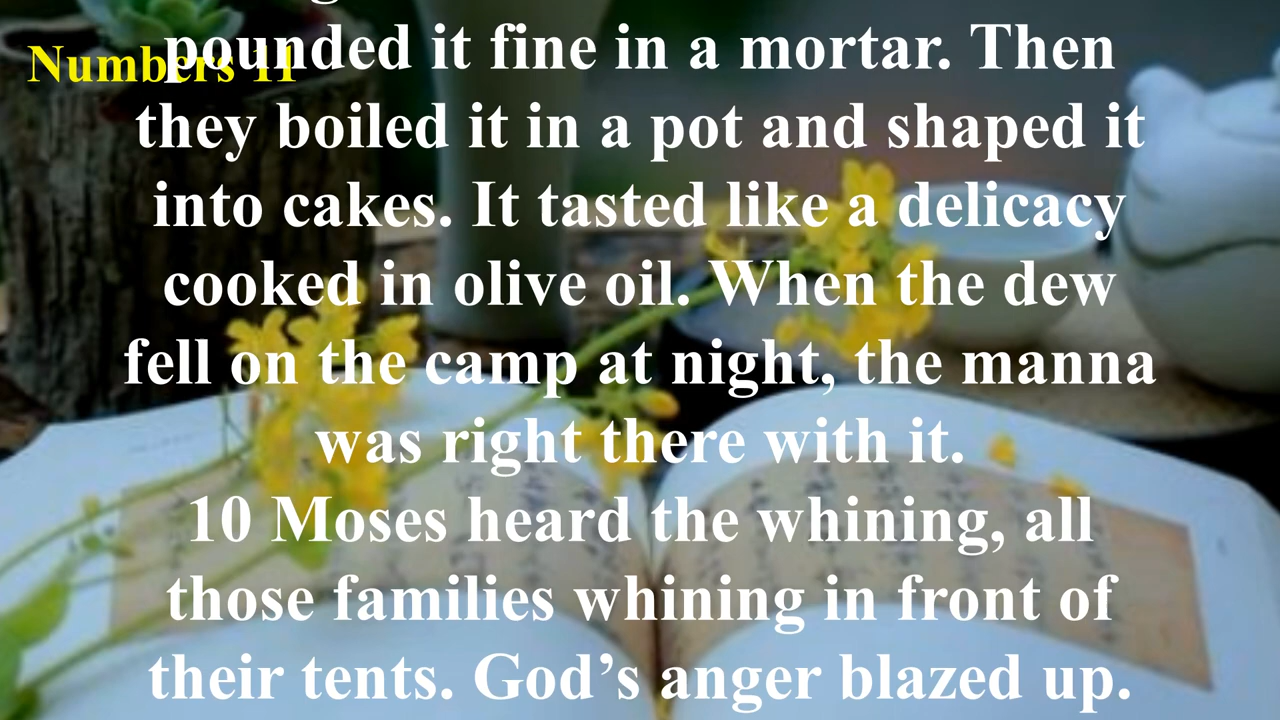 Numbers 11
pounded it fine in a mortar. Then
they boiled it in a pot and shaped it
into cakes. It tasted like a delicacy
cooked in olive oil. When the dew
fell on the camp at night, the manna
was right there with it.
10 Moses heard the whining, all
those families whining in front of
their tents. God’s anger blazed up.